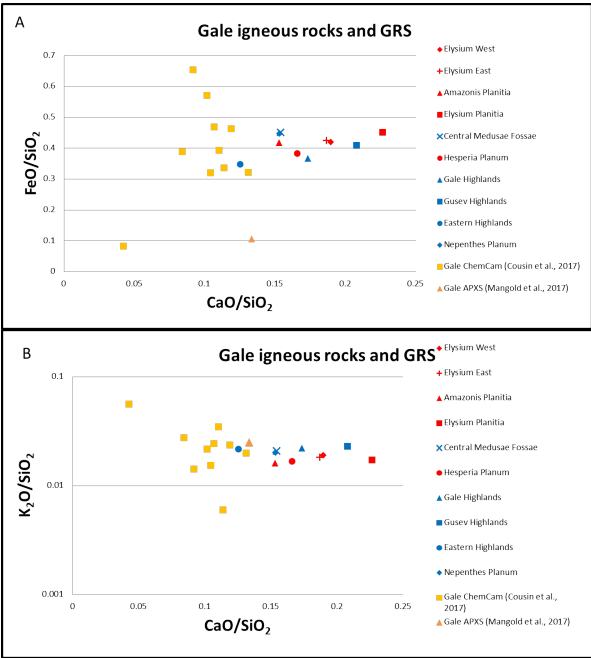 A
Gale igneous rocks and GRS
FeO/SiO2
0.7
0.6
0.5
0.4
0.3
0.2
0.1
0
0
0.05
0.1
0.15
0.2
0.25
CaO/SiO2
Elysium West
Elysium East
Amazonis Planitia
Elysium Planitia
Central Medusae Fossae
Hesperia Planum
Gale Highlands
Gusev Highlands
Eastern Highlands
Nepenthes Planum
Gale ChemCam (Cousin et al., 2017)
Gale APXS (Mangold et al., 2017)
B
Gale igneous rocks and GRS
K2O/SiO2
0.1
0.01
0.001
0
0.05
0.1
0.15
0.2
0.25
CaO/SiO2
Elysium West
Elysium East
Amazonis Planitia
Elysium Planitia
Central Medusae Fossae
Hesperia Planum
Gale Highlands
Gusev Highlands
Eastern Highlands
Nepenthes Planum
Gale ChemCam (Cousin et al.,
2017)
Gale APXS (Mangold et al., 2017)